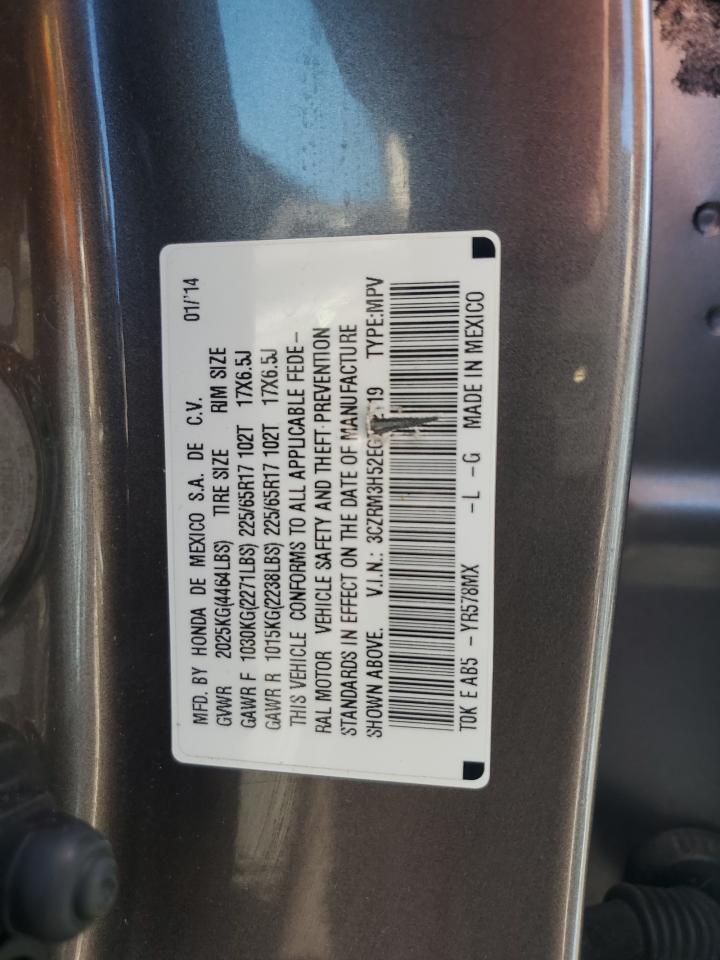 MFD. BY HONDA DE MEXICO S.A. DE C.V. 01/'14
GVWR 2025KG(4464LBS) TIRE SIZE RIM SIZE
GAWR F 1030KG(2271LBS) 225/65R17 102T 17X6.5J
GAWR R 1015KG(2238LBS) 225/65R17 102T 17X6.5J
THIS VEHICLE CONFORMS TO ALL APPLICABLE FEDE–
RAL MOTOR VEHICLE SAFETY AND THEFT PREVENTION
STANDARDS IN EFFECT ON THE DATE OF MANUFACTURE
SHOWN ABOVE. V.I.N.: TYPE:MPV
TOK E AB5 – YR578MX –L –G MADE IN MEXICO